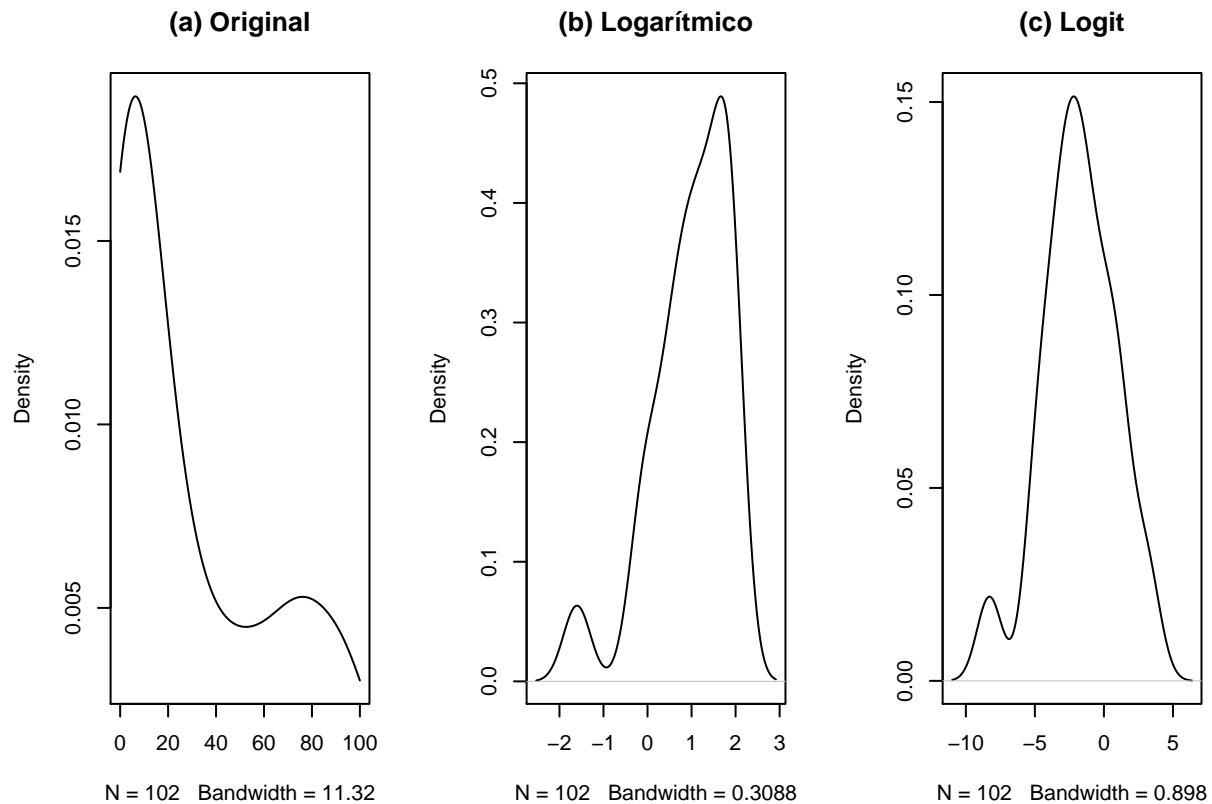 (a) Original
Density
0.005
0.010
0.015
0 20 40 60 80 100
N = 102 Bandwidth = 11.32
(b) Logarítmico
Density
0.0
0.1
0.2
0.3
0.4
0.5
−2 −1 0 1 2 3
N = 102 Bandwidth = 0.3088
(c) Logit
Density
0.00
0.05
0.10
0.15
−10 −5 0 5
N = 102 Bandwidth = 0.898